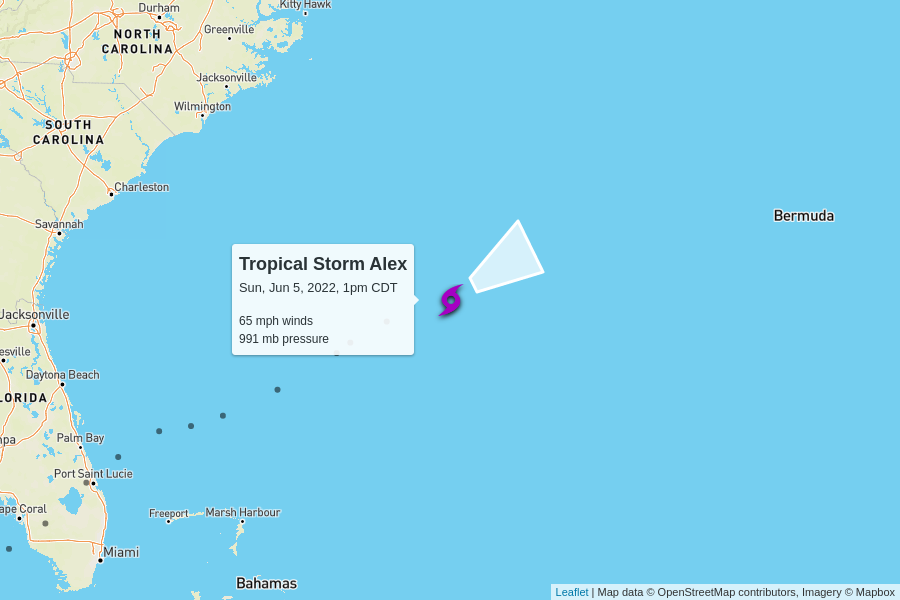 Kitty Hawk
Durham
Greenville
NORTH
CAROLINA
Jacksonville
Wilmington
SOUTH
CAROLINA
Charleston
Savannah
Bermuda
Tropical Storm Alex
Sun, Jun 5, 2022, 1pm CDT
65 mph winds
991 mb pressure
Jacksonville
esville
Daytona Beach
LORIDA
Palm Bay
mpa
Port Saint Lucie
ape Coral
Freeport
Marsh Harbour
Miami
Bahamas
Leaflet | Map data © OpenStreetMap contributors, Imagery © Mapbox